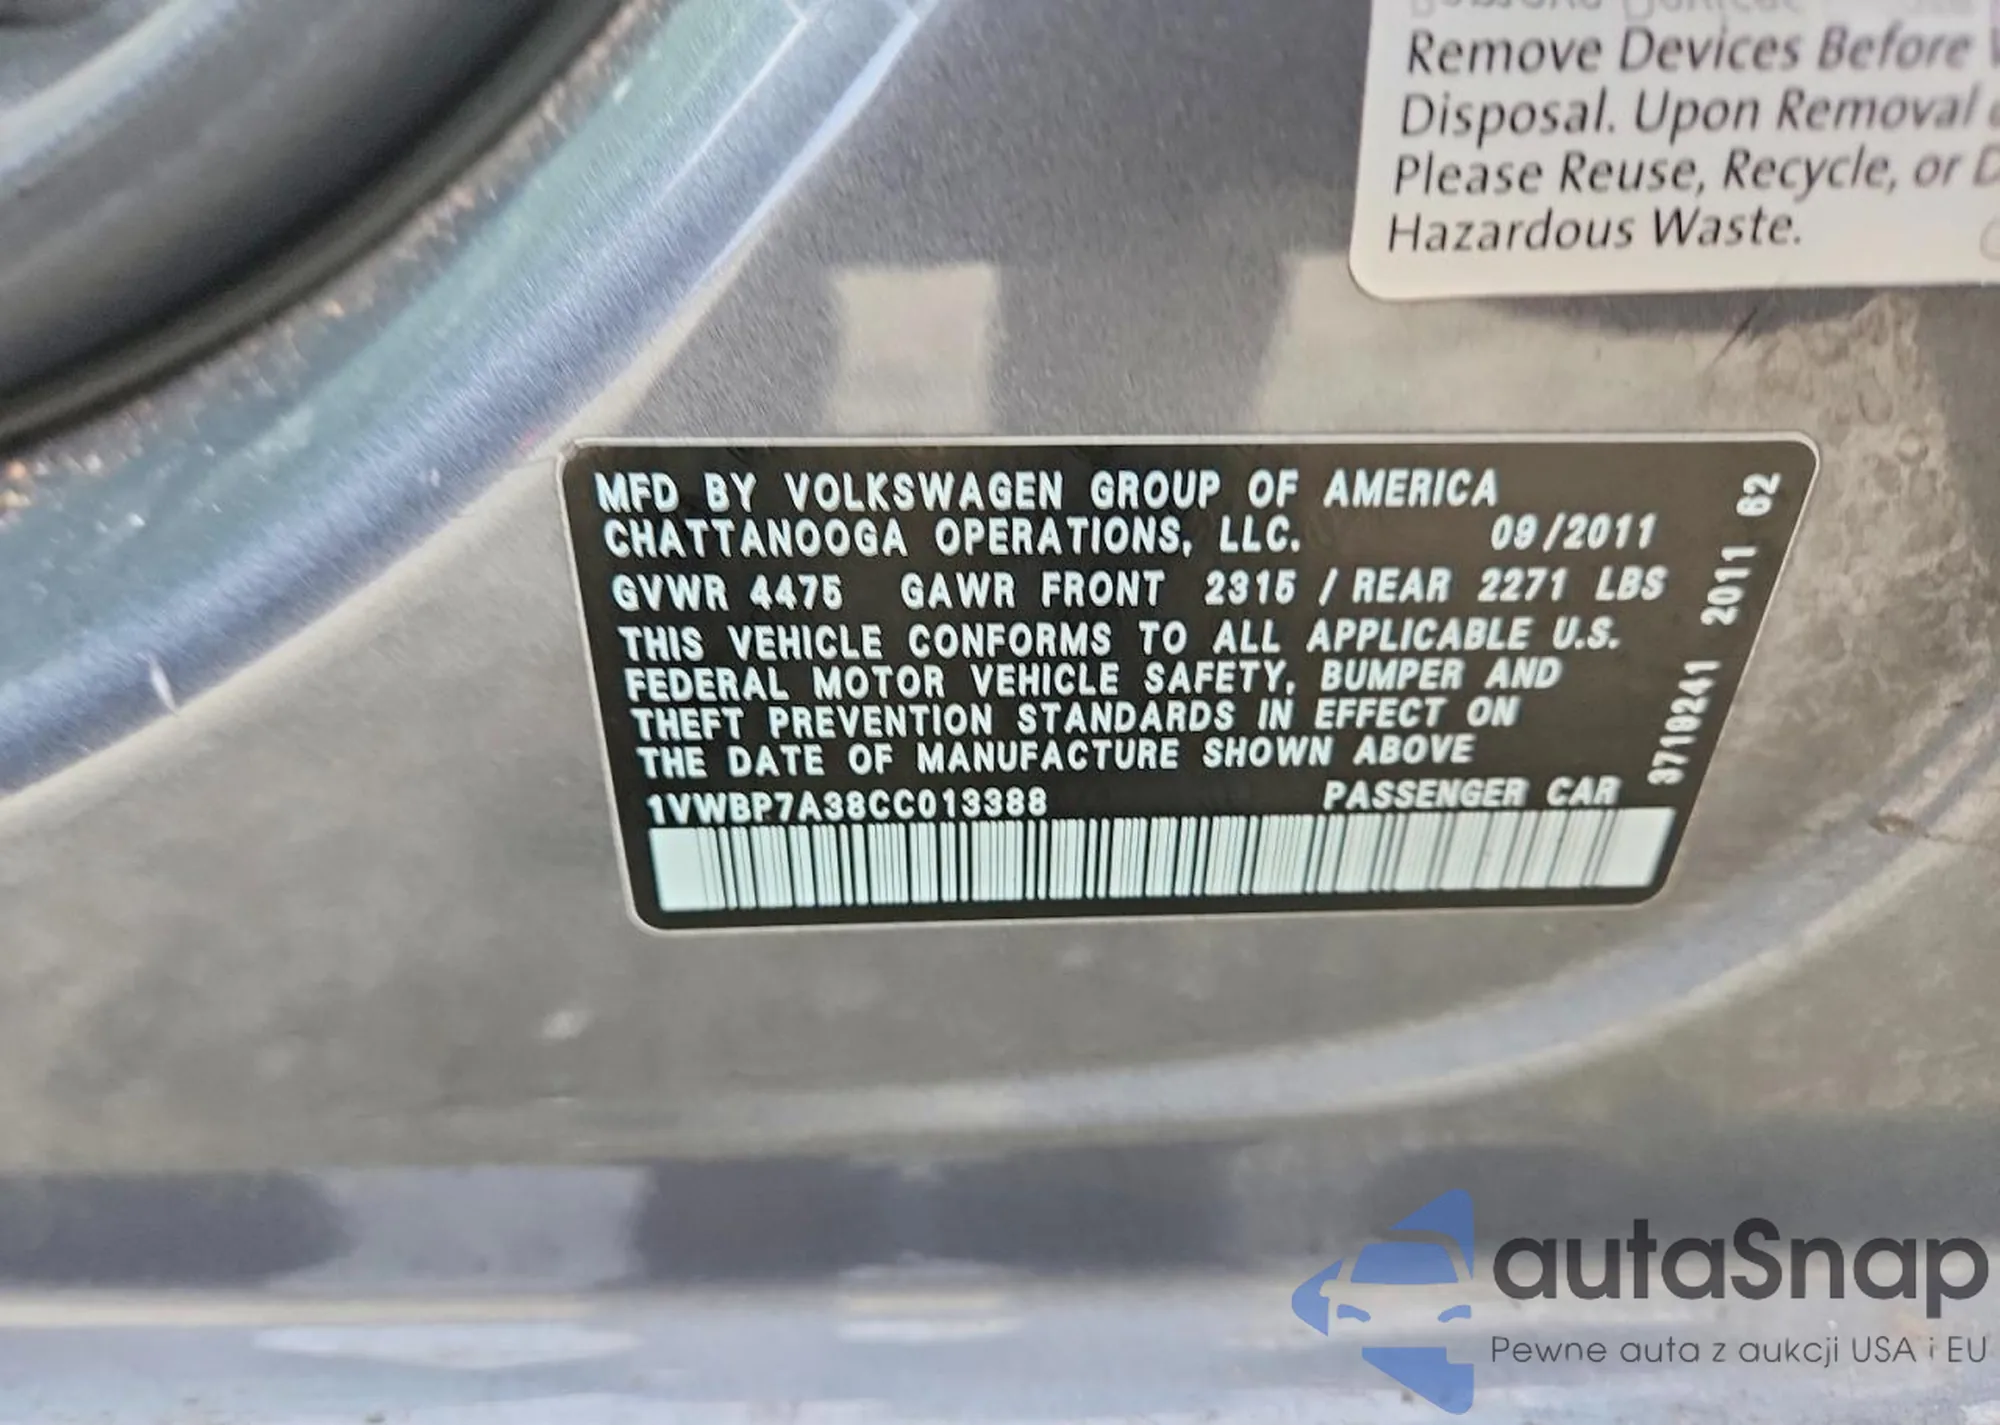 Remove Devices Before
Disposal. Upon Removal
Please Reuse, Recycle, or
Hazardous Waste.
MFD BY VOLKSWAGEN GROUP OF AMERICA
CHATTANOOGA OPERATIONS, LLC. 09/2011
GVWR 4475 GAWR FRONT 2315 / REAR 2271 LBS
THIS VEHICLE CONFORMS TO ALL APPLICABLE U.S.
FEDERAL MOTOR VEHICLE SAFETY, BUMPER AND
THEFT PREVENTION STANDARDS IN EFFECT ON
THE DATE OF MANUFACTURE SHOWN ABOVE
1VWBP7A38CC013388 PASSENGER CAR
3719241 2011 62
autaSnap
Pewne auta z aukcji USA i EU